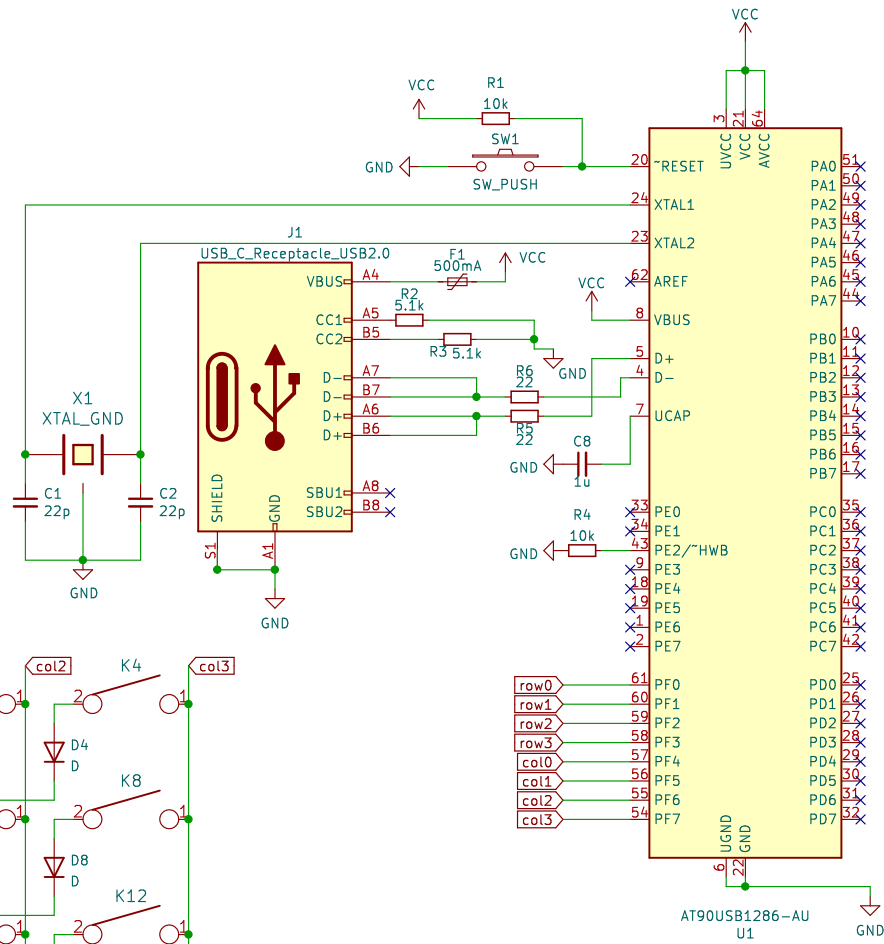 VCC
R1
10k
VCC
SW1
GND
SW_PUSH
3
21
64
UVCC
VCC
AVCC
20 ~RESET PA0 51
PA1 50
24 XTAL1 PA2 49
PA3 48
23 XTAL2 PA4 47
PA5 46
62 AREF PA6 45
PA7 44
8 VBUS
PB0 10
5 D+ PB1 11
4 D- PB2 12
PB3 13
7 UCAP PB4 14
PB5 15
PB6 16
PB7 17
33 PE0 PC0 35
34 PE1 PC1 36
43 PE2/~HWB PC2 37
9 PE3 PC3 38
18 PE4 PC4 39
19 PE5 PC5 40
1 PE6 PC6 41
2 PE7 PC7 42
row0 61 PF0 PD0 25
row1 60 PF1 PD1 26
row2 59 PF2 PD2 27
row3 58 PF3 PD3 28
col0 57 PF4 PD4 29
col1 56 PF5 PD5 30
col2 55 PF6 PD6 31
col3 54 PF7 PD7 32
UGND
GND
6
22
AT90USB1286-AU
U1
GND
J1
USB_C_Receptacle_USB2.0
VBUS A4
CC1 A5
CC2 B5
D- A7
D- B7
D+ A6
D+ B6
SBU1 A8
SBU2 B8
SHIELD
GND
S1
A1
GND
F1
500mA
VCC
R2
5.1k
R3 5.1k
GND
VCC
R6
22
R5
22
C8
GND
1u
R4
10k
GND
X1
XTAL_GND
C1
22p
C2
22p
GND
col2
K4
col3
1
2
1
D4
D
K8
1
2
1
D8
D
K12
1
2
1